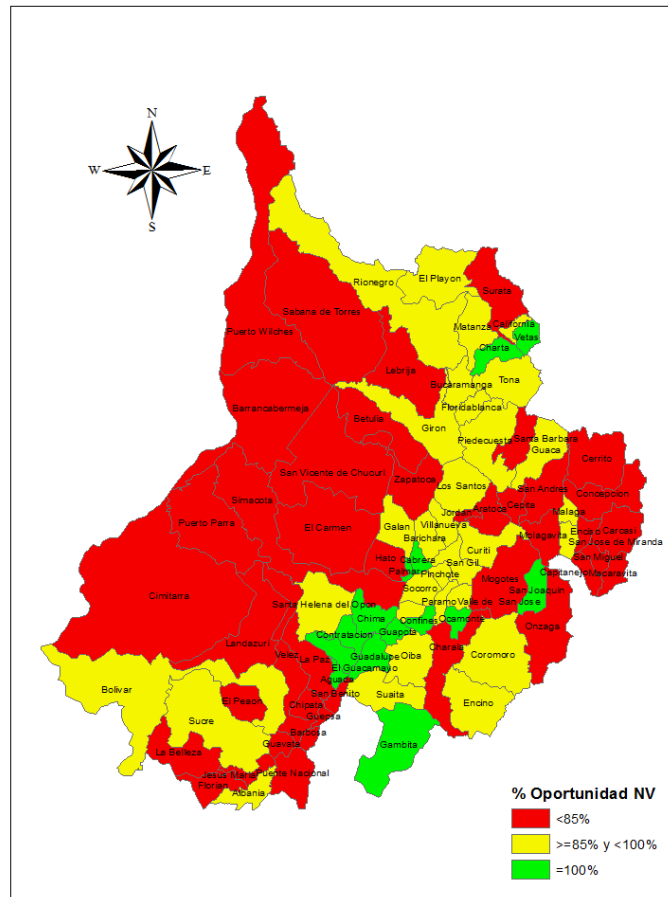 N
W
E
S
El Playon
Rionegro
Surata
Sabana de Torres
California
Puerto Wilches
Matanza
Vetas
Charta
Lebrija
Tona
Bucaramanga
Barrancabermeja
Floridablanca
Betulia
Giron
Piedecuesta
Santa Barbara
Guaca
Cerrito
San Vicente de Chucuri
Zapatoca
Los Santos
San Andres
Concepcion
Simacota
Cepita
Aratoca
Jordan
Malaga
Puerto Parra
El Carmen
Galan
Villanueva
Enciso
Carcasi
Barichara
Molagavita
San Jose de Miranda
Curiti
Hato
Cabrera
San Gil
San Miguel
Palmar
Pinchote
Mogotes
Capitanejo
Macaravita
Socorro
San Joaquin
Cimitarra
Santa Helena del Opon
Paramo
Valle de San Jose
Chima
Confines
Ocamonte
Onzaga
Guapota
Contratacion
Landazuri
Charala
Velez
Oiba
Coromoro
La Paz
Guadalupe
El Guacamayo
Aguada
Bolivar
El Peñon
San Benito
Suaita
Encino
Chipata
Sucre
Guepsa
Barbosa
Guavata
Gambita
La Belleza
Jesus Maria
Puente Nacional
Florian
Albania
% Oportunidad NV
<85%
>=85% y <100%
=100%